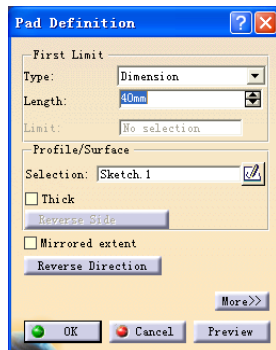 Pad Definition
First Limit
Type: Dimension
Length: 40mm
Limit: No selection
Profile/Surface
Selection: Sketch.1
Thick
Reverse Side
Mirrored extent
Reverse Direction
More>>
OK Cancel Preview